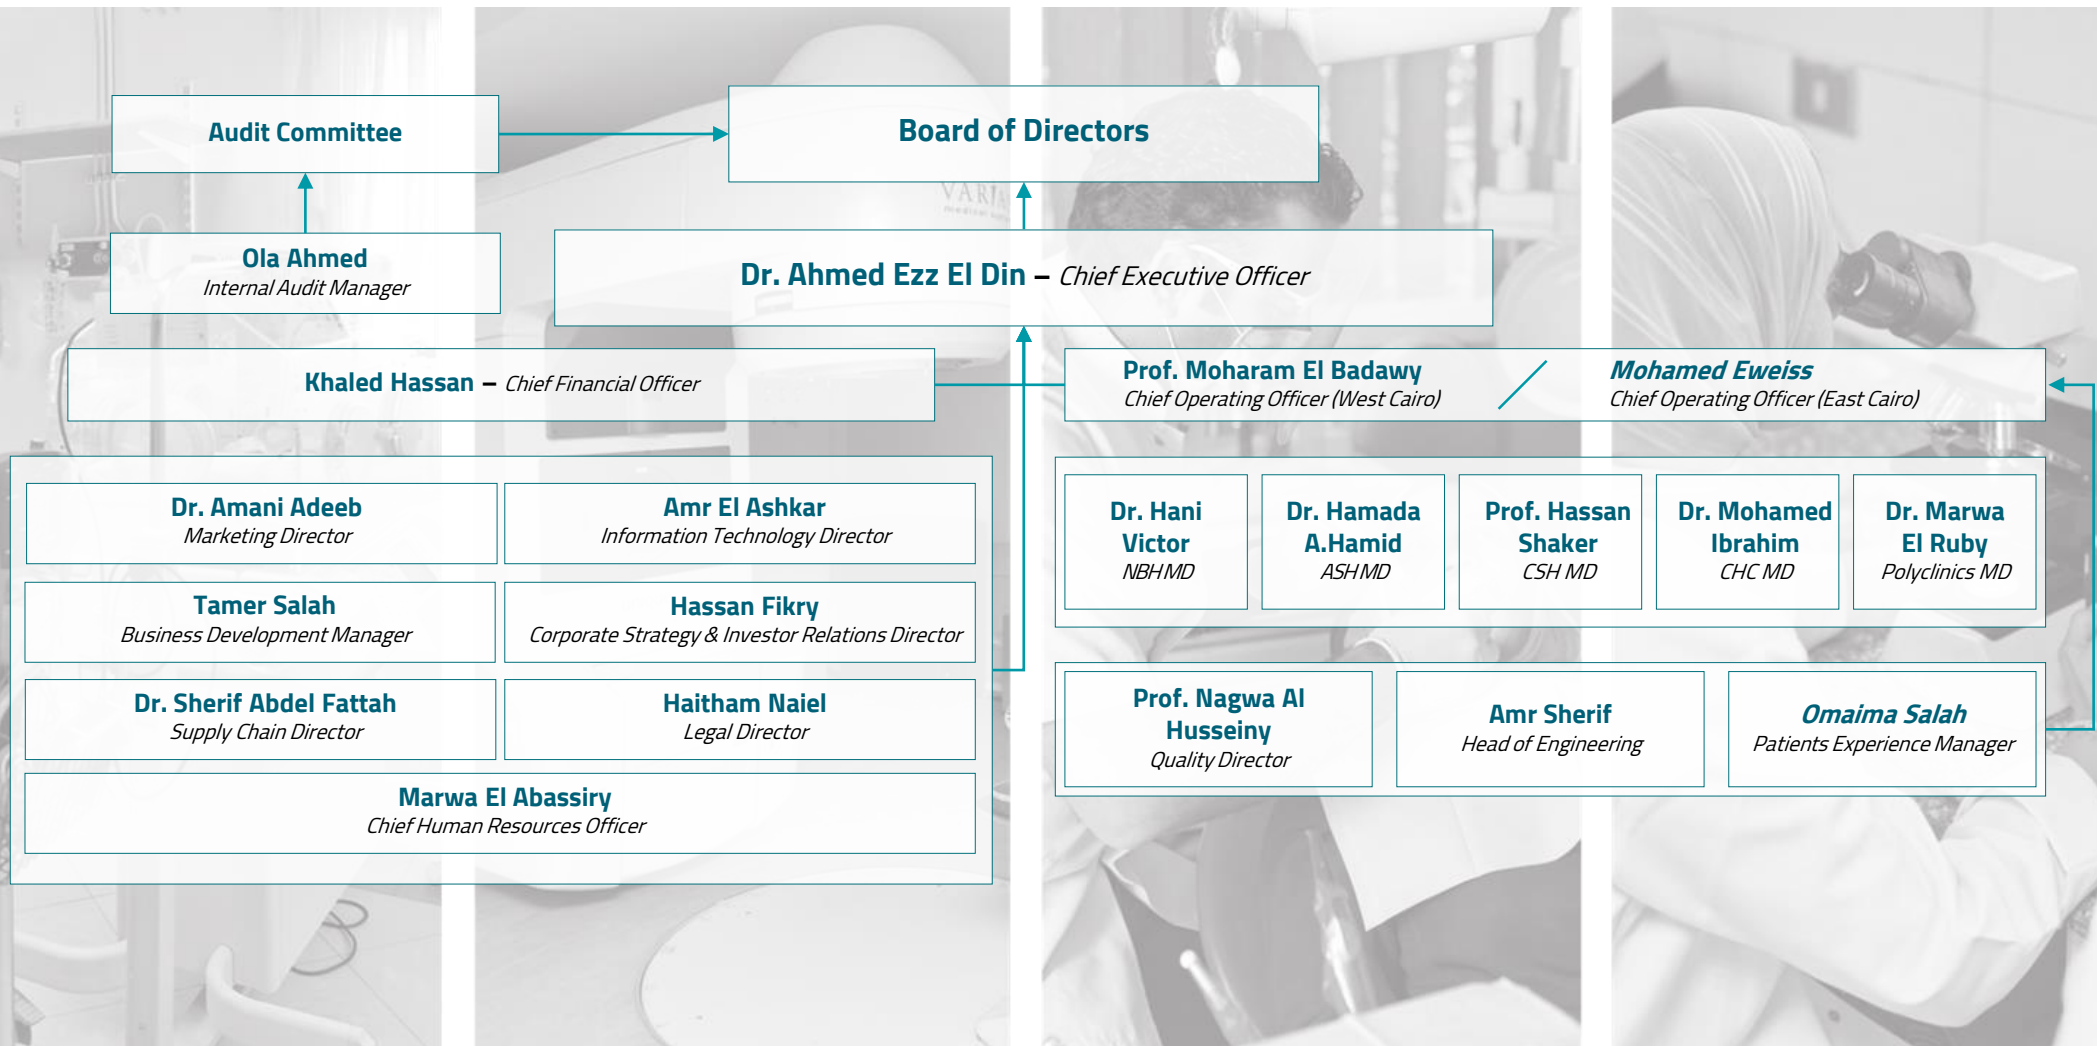 Audit Committee
Board of Directors
Ola Ahmed
Internal Audit Manager
Dr. Ahmed Ezz El Din – Chief Executive Officer
Khaled Hassan – Chief Financial Officer
Prof. Moharam El Badawy
Chief Operating Officer (West Cairo)
Mohamed Eweiss
Chief Operating Officer (East Cairo)
Dr. Amani Adeeb
Marketing Director
Amr El Ashkar
Information Technology Director
Tamer Salah
Business Development Manager
Hassan Fikry
Corporate Strategy & Investor Relations Director
Dr. Sherif Abdel Fattah
Supply Chain Director
Haitham Naiel
Legal Director
Marwa El Abassiry
Chief Human Resources Officer
Dr. Hani
Victor
NBH MD
Dr. Hamada
A.Hamid
ASH MD
Prof. Hassan
Shaker
CSH MD
Dr. Mohamed
Ibrahim
CHC MD
Dr. Marwa
El Ruby
Polyclinics MD
Prof. Nagwa Al
Husseiny
Quality Director
Amr Sherif
Head of Engineering
Omaima Salah
Patients Experience Manager